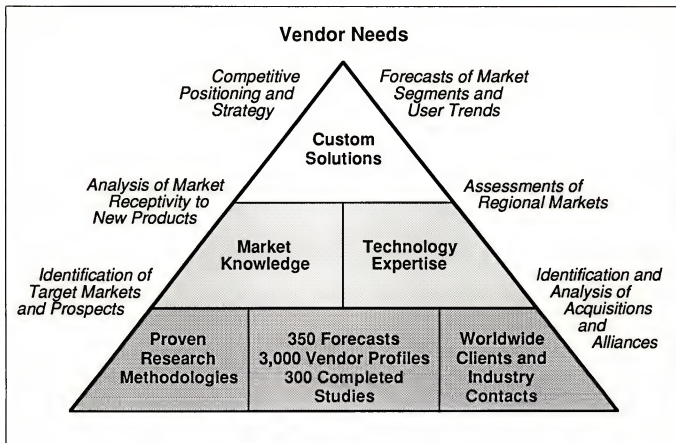 Vendor Needs
Competitive
Positioning and
Strategy
Forecasts of Market
Segments and
User Trends
Custom
Solutions
Analysis of Market
Receptivity to
New Products
Assessments of
Regional Markets
Market
Knowledge
Technology
Expertise
Identification of
Target Markets
and Prospects
Identification and
Analysis of
Acquisitions
and
Alliances
Proven
Research
Methodologies
350 Forecasts
3,000 Vendor Profiles
300 Completed
Studies
Worldwide
Clients and
Industry
Contacts